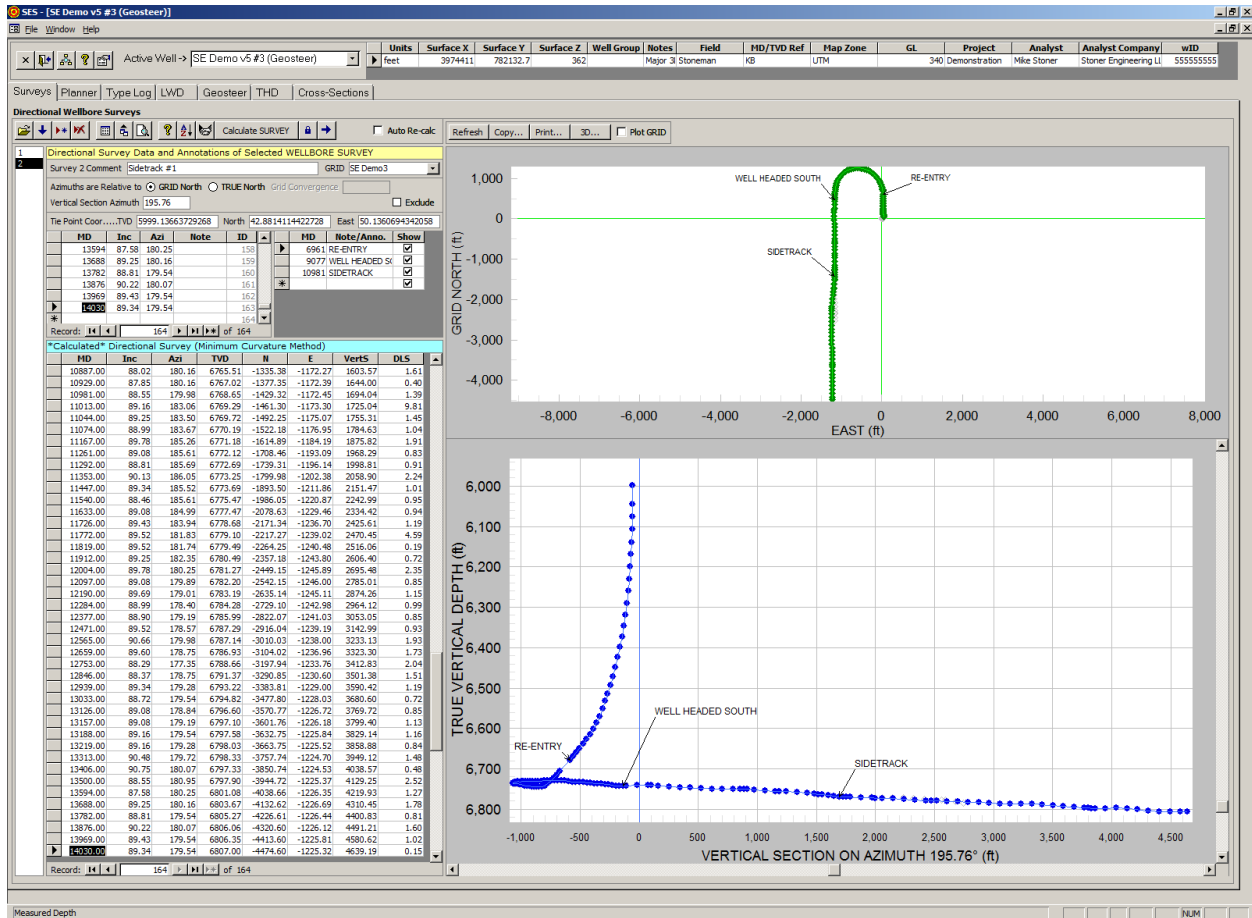 SES - [SE Demo v5 #3 (Geosteer)]
File Window Help
Active Well -> SE Demo v5 #3 (Geosteer)
Units Surface X Surface Y Surface Z Well Group Notes Field MD/TVD Ref Map Zone GL Project Analyst Analyst Company wID
feet 3974411 782132.7 362 Major 3 Stoneman KB UTM 340 Demonstration Mike Stoner Stoner Engineering LL 555555555
Surveys Planner Type Log LWD Geosteer THD Cross-Sections
Directional Wellbore Surveys
Calculate SURVEY Auto Re-calc
Refresh Copy... Print... 3D... Plot GRID
1
2
Directional Survey Data and Annotations of Selected WELLBORE SURVEY
Survey 2 Comment Sidetrack #1 GRID SE Demo3
Azimuths are Relative to GRID North TRUE North Grid Convergence
Vertical Section Azimuth 195.76 Exclude
Tie Point Coor.....TVD 5999.13663729268 North 42.8814114422728 East 50.1360694342058
MD Inc Azi Note ID
13594 87.58 180.25 158
13688 89.25 180.16 159
13782 88.81 179.54 160
13876 90.22 180.07 161
13969 89.43 179.54 162
14030 89.34 179.54 163
164
Record: 164 of 164
MD Note/Anno. Show
6961 RE-ENTRY
9077 WELL HEADED SO
10981 SIDETRACK
*Calculated* Directional Survey (Minimum Curvature Method)
MD Inc Azi TVD N E VertS DLS
10887.00 88.02 180.16 6765.51 -1335.38 -1172.27 1603.57 1.61
10929.00 87.85 180.16 6767.02 -1377.35 -1172.39 1644.00 0.40
10981.00 88.55 179.98 6768.65 -1429.32 -1172.45 1694.04 1.39
11013.00 89.16 183.06 6769.29 -1461.30 -1173.30 1725.04 9.81
11044.00 89.25 183.50 6769.72 -1492.25 -1175.07 1755.31 1.45
11074.00 88.99 183.67 6770.19 -1522.18 -1176.95 1784.63 1.04
11167.00 89.78 185.26 6771.18 -1614.89 -1184.19 1875.82 1.91
11261.00 89.08 185.61 6772.12 -1708.46 -1193.09 1968.29 0.83
11292.00 88.81 185.69 6772.69 -1739.31 -1196.14 1998.81 0.91
11353.00 90.13 186.05 6773.25 -1799.98 -1202.38 2058.90 2.24
11447.00 89.34 185.52 6773.69 -1893.50 -1211.86 2151.47 1.01
11540.00 88.46 185.61 6775.47 -1986.05 -1220.87 2242.99 0.95
11633.00 89.08 184.99 6777.47 -2078.63 -1229.46 2334.42 0.94
11726.00 89.43 183.94 6778.68 -2171.34 -1236.70 2425.61 1.19
11772.00 89.52 181.83 6779.10 -2217.27 -1239.02 2470.45 4.59
11819.00 89.52 181.74 6779.49 -2264.25 -1240.48 2516.06 0.19
11912.00 89.25 182.35 6780.49 -2357.18 -1243.80 2606.40 0.72
12004.00 89.78 180.25 6781.27 -2449.15 -1245.89 2695.48 2.35
12097.00 89.08 179.89 6782.20 -2542.15 -1246.00 2785.01 0.85
12190.00 89.69 179.01 6783.19 -2635.14 -1245.11 2874.26 1.15
12284.00 88.99 178.40 6784.28 -2729.10 -1242.98 2964.12 0.99
12377.00 88.90 179.19 6785.99 -2822.07 -1241.03 3053.05 0.85
12471.00 89.52 178.57 6787.29 -2916.04 -1239.19 3142.99 0.93
12565.00 90.66 179.98 6787.14 -3010.03 -1238.00 3233.13 1.93
12659.00 89.60 178.75 6786.93 -3104.02 -1236.96 3323.30 1.73
12753.00 88.29 177.35 6788.66 -3197.94 -1233.76 3412.83 2.04
12846.00 88.37 178.75 6791.37 -3290.85 -1230.60 3501.38 1.51
12939.00 89.34 179.28 6793.22 -3383.81 -1229.00 3590.42 1.19
13033.00 88.72 179.54 6794.82 -3477.80 -1228.03 3680.60 0.72
13126.00 89.08 178.84 6796.60 -3570.77 -1226.72 3769.72 0.85
13157.00 89.08 179.19 6797.10 -3601.76 -1226.18 3799.40 1.13
13188.00 89.16 179.54 6797.58 -3632.75 -1225.84 3829.14 1.16
13219.00 89.16 179.28 6798.03 -3663.75 -1225.52 3858.88 0.84
13313.00 90.48 179.72 6798.33 -3757.74 -1224.70 3949.12 1.48
13406.00 90.75 180.07 6797.33 -3850.74 -1224.53 4038.57 0.48
13500.00 88.55 180.95 6797.90 -3944.72 -1225.37 4129.25 2.52
13594.00 87.58 180.25 6801.08 -4038.66 -1226.35 4219.93 1.27
13688.00 89.25 180.16 6803.67 -4132.62 -1226.69 4310.45 1.78
13782.00 88.81 179.54 6805.27 -4226.61 -1226.44 4400.83 0.81
13876.00 90.22 180.07 6806.06 -4320.60 -1226.12 4491.21 1.60
13969.00 89.43 179.54 6806.35 -4413.60 -1225.81 4580.62 1.02
14030.00 89.34 179.54 6807.00 -4474.60 -1225.32 4639.19 0.15
Record: 164 of 164
GRID NORTH (ft)
1,000
0
-1,000
-2,000
-3,000
-4,000
WELL HEADED SOUTH
RE-ENTRY
SIDETRACK
-8,000 -6,000 -4,000 -2,000 0 2,000 4,000 6,000 8,000
EAST (ft)
TRUE VERTICAL DEPTH (ft)
6,000
6,100
6,200
6,300
6,400
6,500
6,600
6,700
6,800
WELL HEADED SOUTH
RE-ENTRY
SIDETRACK
-1,000 -500 0 500 1,000 1,500 2,000 2,500 3,000 3,500 4,000 4,500
VERTICAL SECTION ON AZIMUTH 195.76° (ft)
Measured Depth NUM